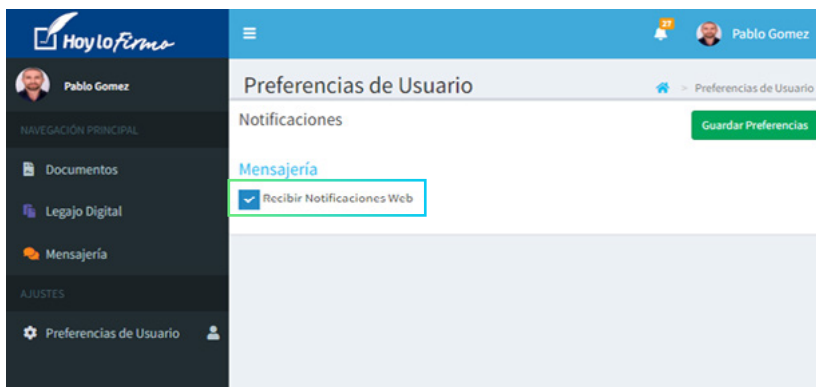 Hoy lo Firmo
27
Pablo Gomez
Pablo Gomez
Preferencias de Usuario
> Preferencias de Usuario
NAVEGACIÓN PRINCIPAL
Notificaciones
Guardar Preferencias
Documentos
Mensajería
Recibir Notificaciones Web
Legajo Digital
Mensajería
AJUSTES
Preferencias de Usuario